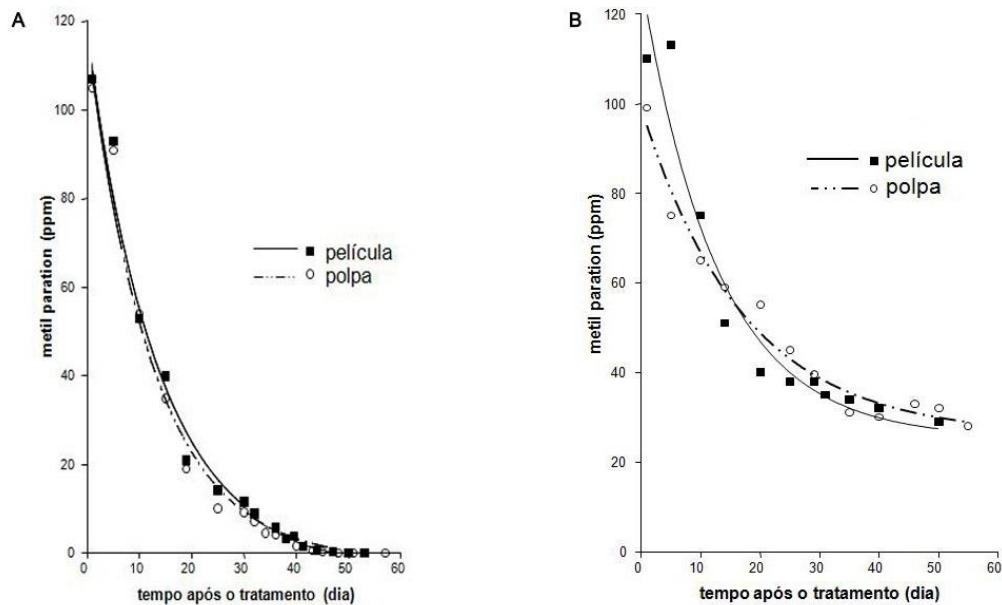 A
120
100
80
60
40
20
0
metil paration (ppm)
película
polpa
0 10 20 30 40 50 60
tempo após o tratamento (dia)
B
120
100
80
60
40
20
0
metil paration (ppm)
película
polpa
0 10 20 30 40 50 60
tempo após o tratamento (dia)